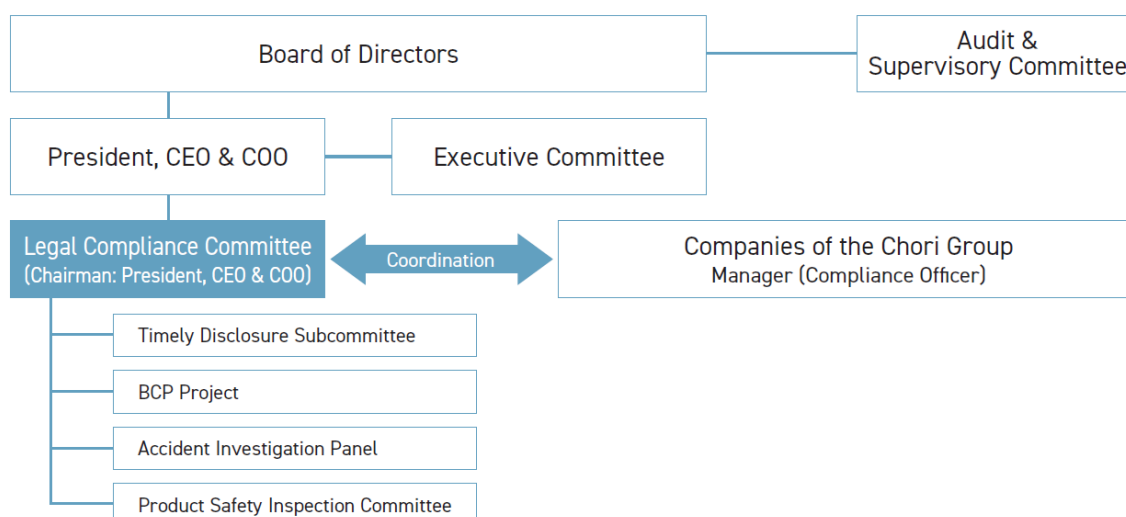 Board of Directors
Audit &
Supervisory Committee
President, CEO & COO
Executive Committee
Legal Compliance Committee
(Chairman: President, CEO & COO)
Coordination
Companies of the Chori Group
Manager (Compliance Officer)
Timely Disclosure Subcommittee
BCP Project
Accident Investigation Panel
Product Safety Inspection Committee